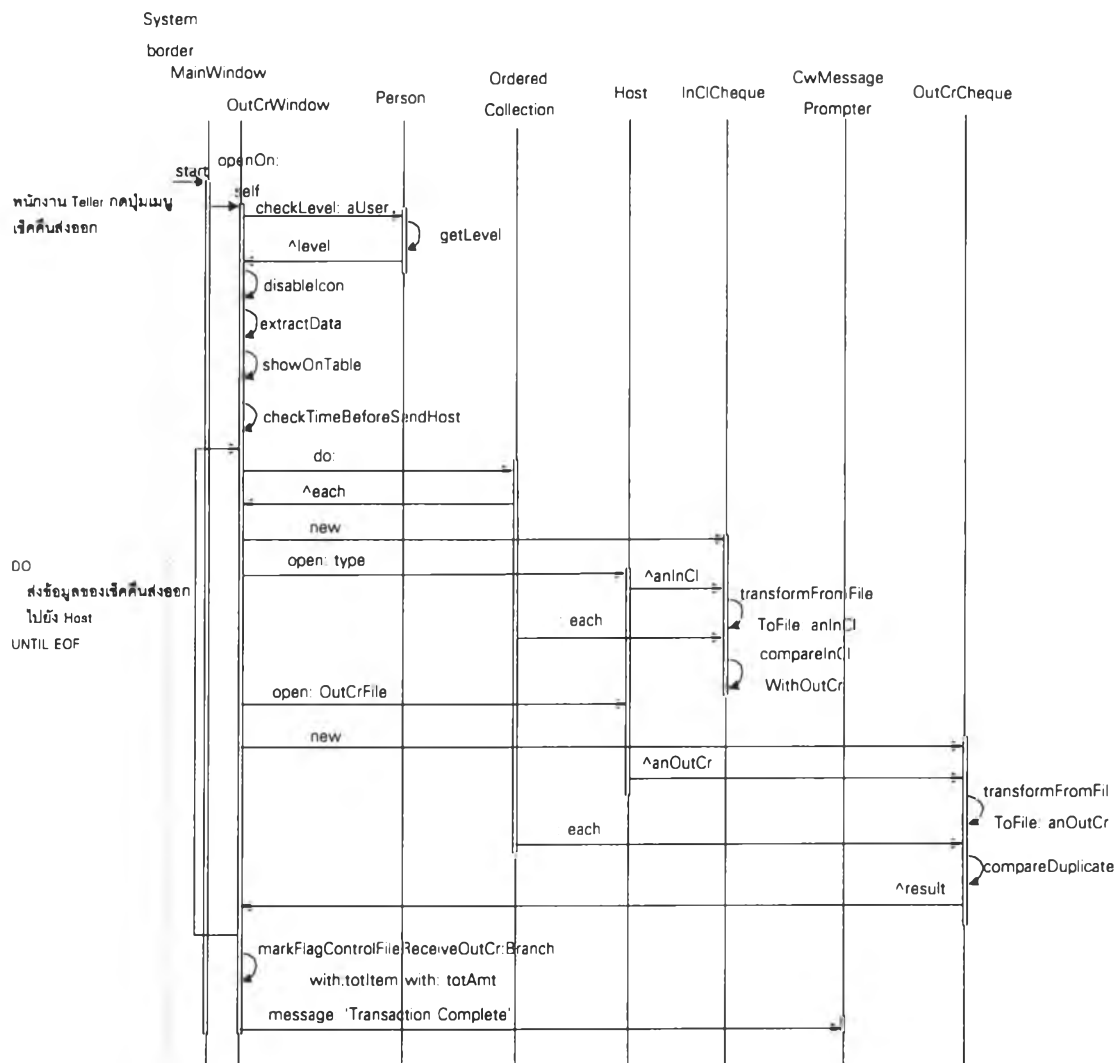 System
border
MainWindow
OutCrWindow
Person
Ordered
Collection
Host
InClCheque
CwMessage
Prompter
OutCrCheque
openOn:
start
self
พนักงาน Teller กดปุ่มเมนู
เช็คคืนส่งออก
checkLevel: aUser
getLevel
^level
disableIcon
extractData
showOnTable
checkTimeBeforeSendHost
do:
^each
new
open: type
^anInCl
DO
ส่งข้อมูลของเช็คคืนส่งออก
ไปยัง Host
UNTIL EOF
transformFromFile
ToFile anInCl
each
compareInCl
WithOutCr
open: OutCrFile
new
^anOutCr
transformFromFil
ToFile: anOutCr
each
compareDuplicate
^result
markFlagControlFileReceiveOutCr:Branch
with:totItem with: totAmt
message 'Transaction Complete'